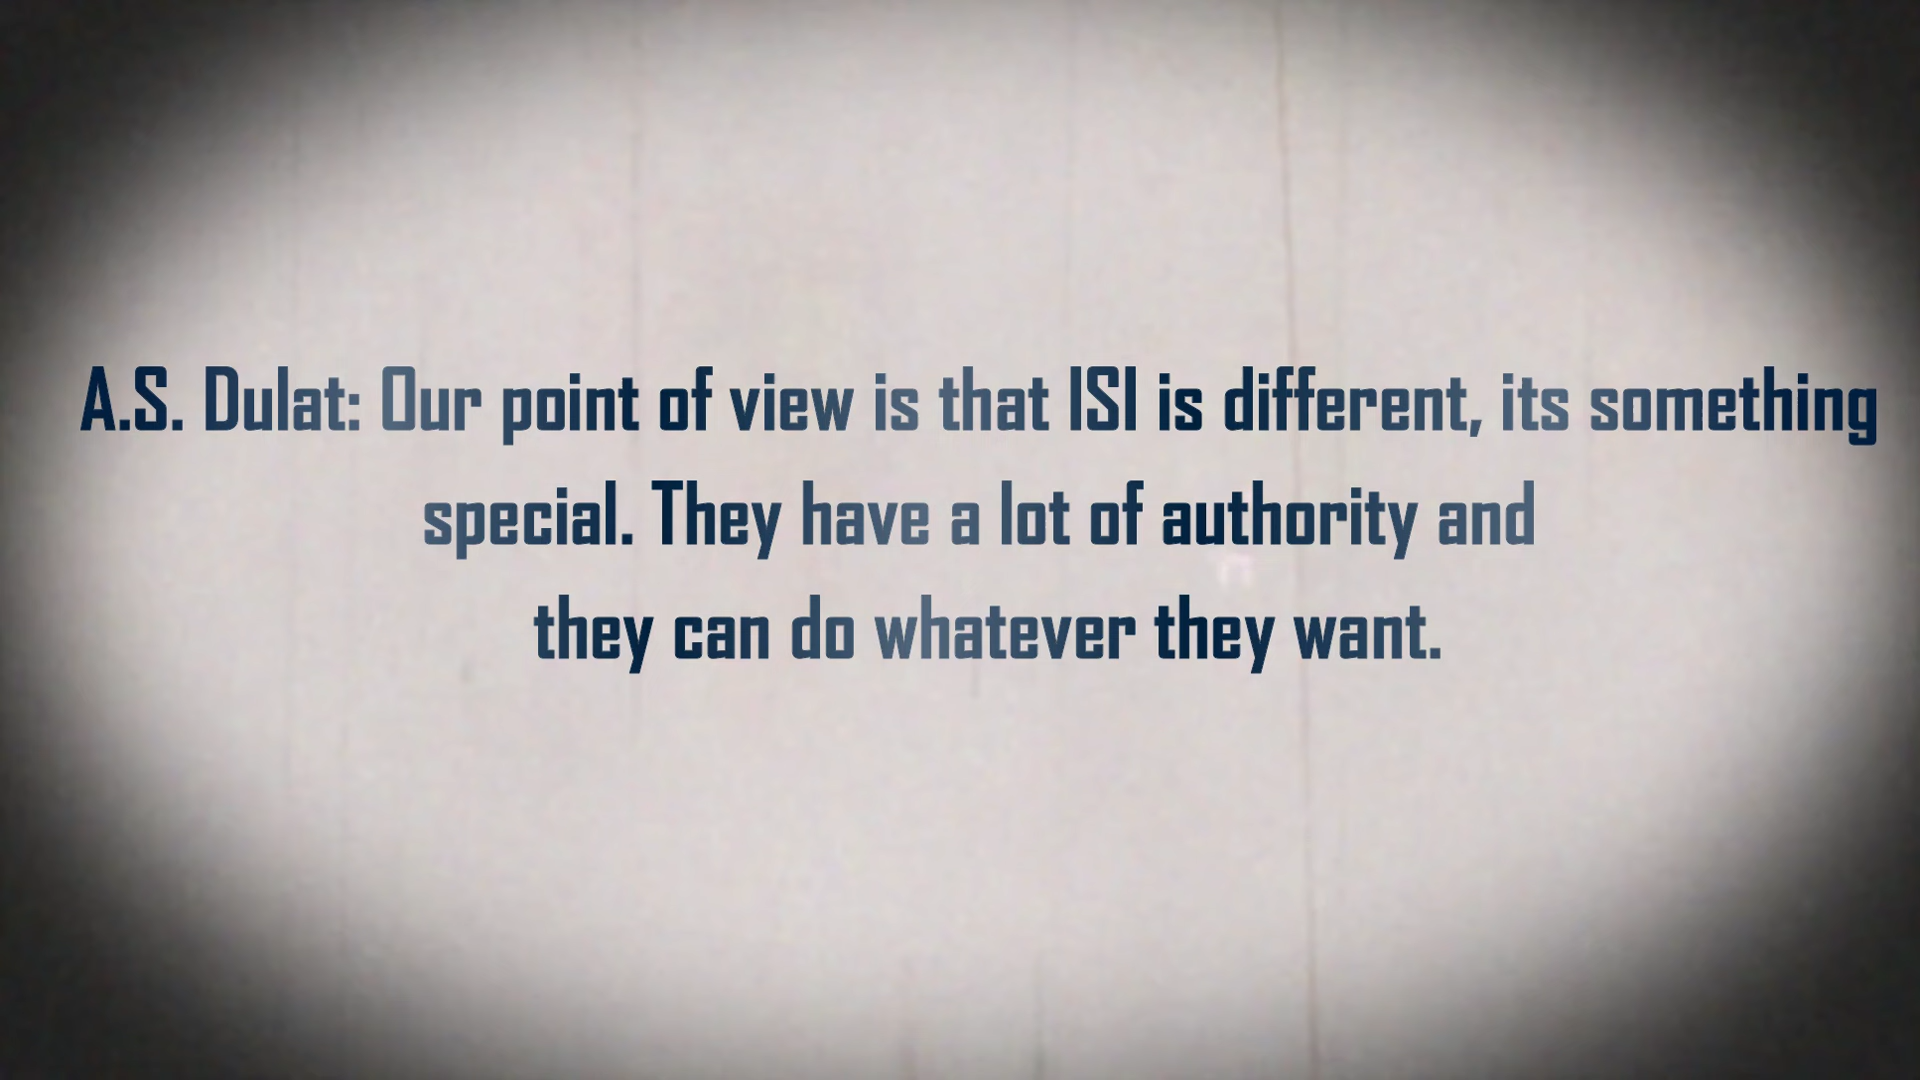 A.S. Dulat: Our point of view is that ISI is different, its something
special. They have a lot of authority and
they can do whatever they want.